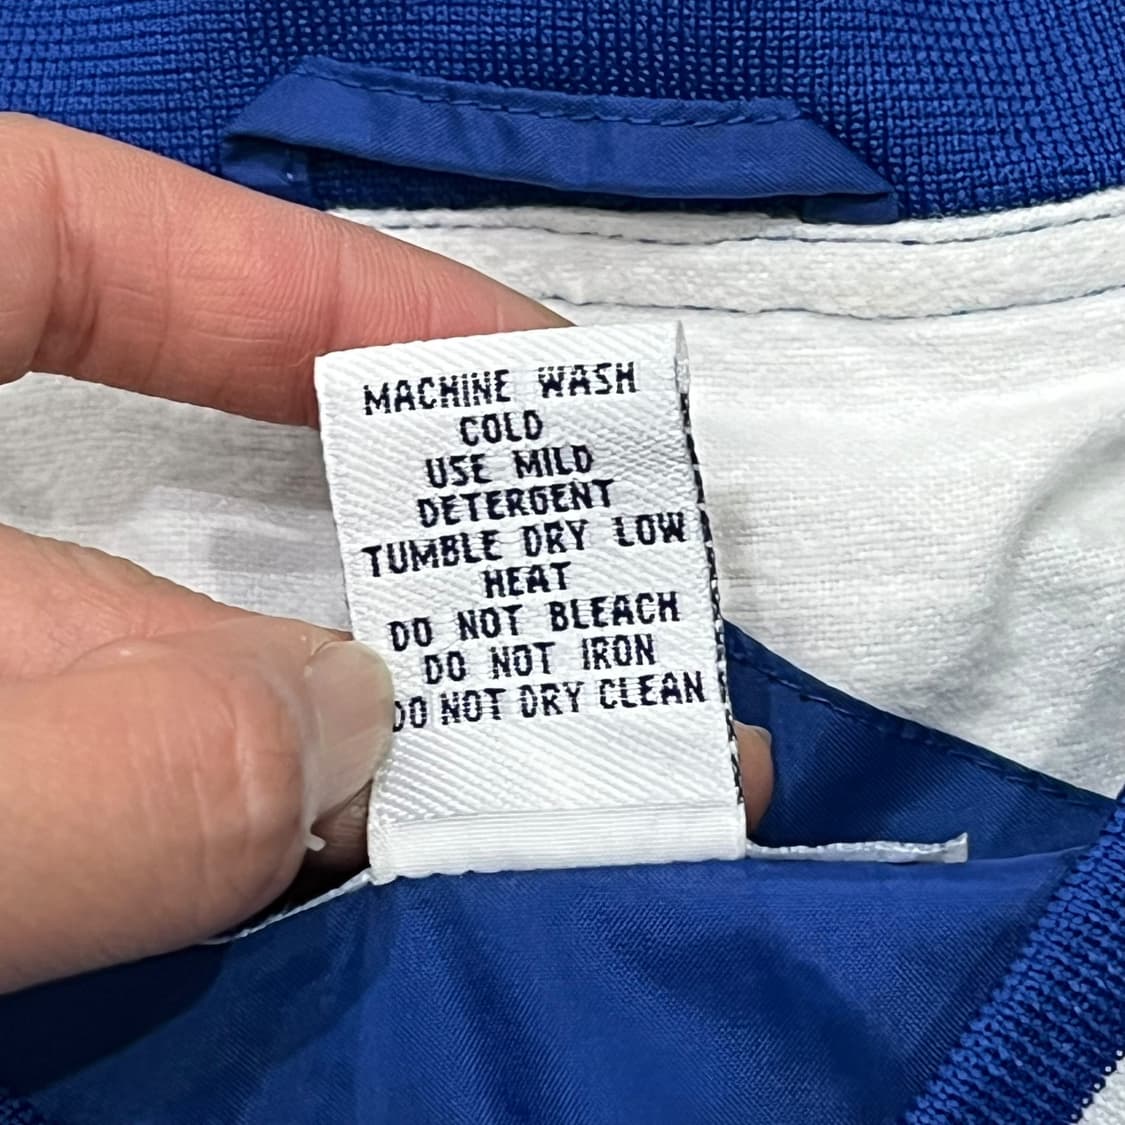 MACHINE WASH
COLD
USE MILD
DETERGENT
TUMBLE DRY LOW
HEAT
DO NOT BLEACH
DO NOT IRON
DO NOT DRY CLEAN